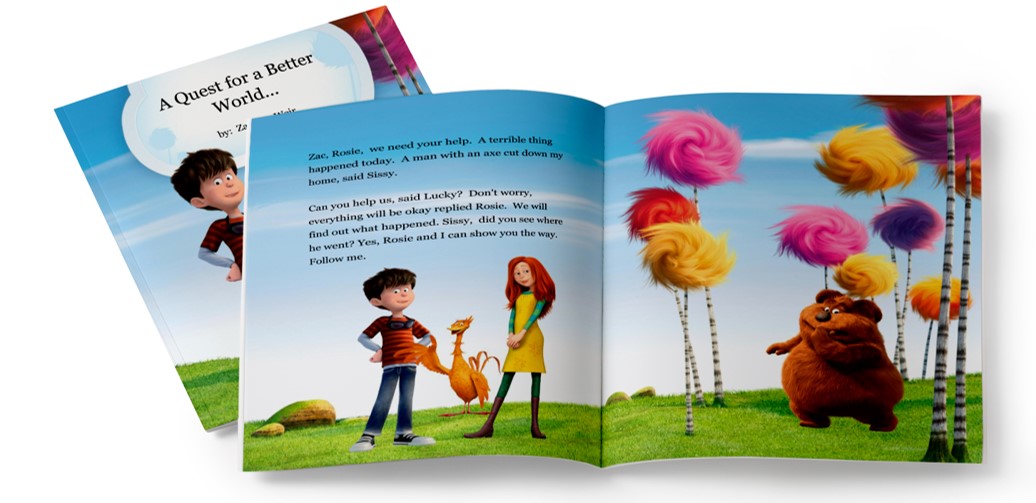 A Quest for a Better
World...
by:
Zac, Rosie, we need your help. A terrible thing
happened today. A man with an axe cut down my
home, said Sissy.
Can you help us, said Lucky? Don't worry,
everything will be okay replied Rosie. We will
find out what happened. Sissy, did you see where
he went? Yes, Rosie and I can show you the way.
Follow me.